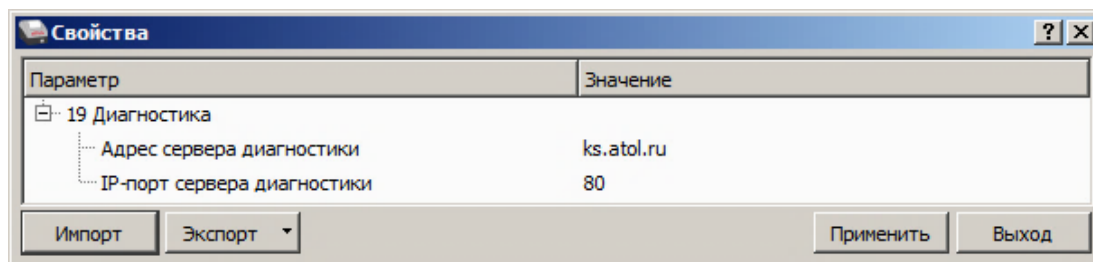 Свойства
Параметр Значение
19 Диагностика
Адрес сервера диагностики ks.atol.ru
IP-порт сервера диагностики 80
Импорт Экспорт Применить Выход